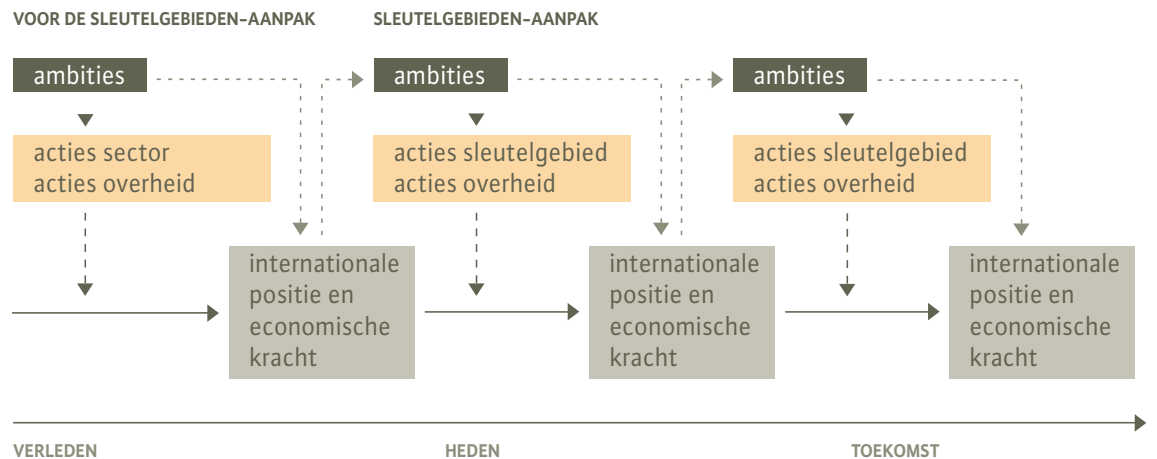 VOOR DE SLEUTELGEBIEDEN-AANPAK
SLEUTELGEBIEDEN-AANPAK
ambities
ambities
ambities
acties sector
acties overheid
acties sleutelgebied
acties overheid
acties sleutelgebied
acties overheid
internationale
positie en
economische
kracht
internationale
positie en
economische
kracht
internationale
positie en
economische
kracht
VERLEDEN
HEDEN
TOEKOMST